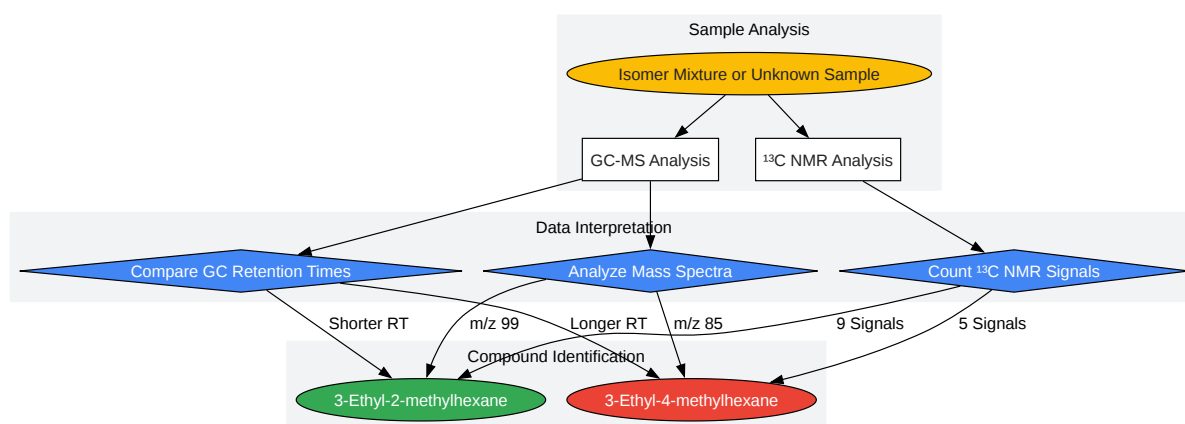 Sample Analysis
Isomer Mixture or Unknown Sample
GC-MS Analysis
¹³C NMR Analysis
Data Interpretation
Compare GC Retention Times
Analyze Mass Spectra
Count ¹³C NMR Signals
Shorter RT
m/z 99
Longer RT
m/z 85
9 Signals
5 Signals
Compound Identification
3-Ethyl-2-methylhexane
3-Ethyl-4-methylhexane